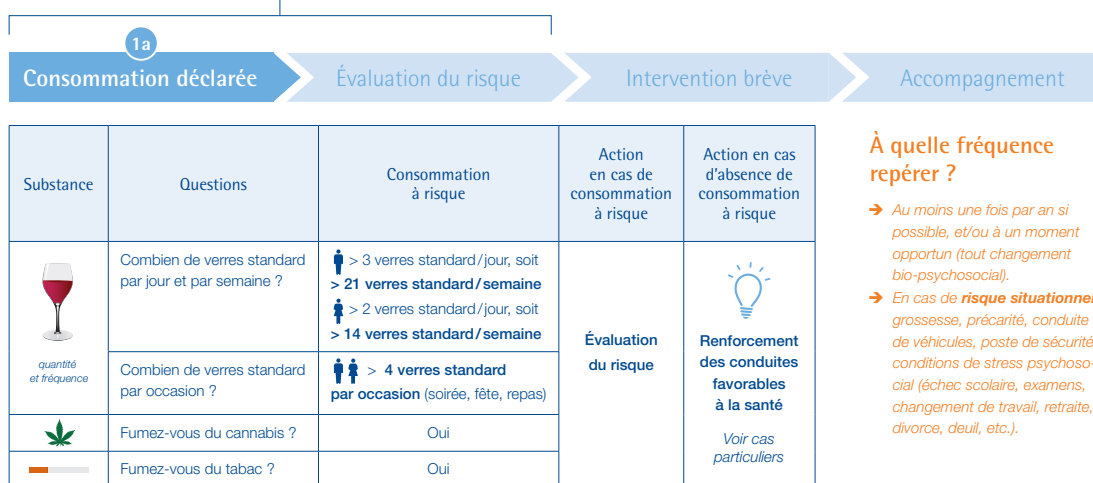 1a
Consommation déclarée
Évaluation du risque
Intervention brève
Accompagnement
Substance
Questions
Consommation
à risque
Action
en cas de
consommation
à risque
Action en cas
d'absence de
consommation
à risque
quantité
et fréquence
Combien de verres standard
par jour et par semaine ?
> 3 verres standard/jour, soit
> 21 verres standard/semaine
> 2 verres standard/jour, soit
> 14 verres standard/semaine
Combien de verres standard
par occasion ?
> 4 verres standard
par occasion (soirée, fête, repas)
Fumez-vous du cannabis ?
Oui
Fumez-vous du tabac ?
Oui
Évaluation
du risque
Renforcement
des conduites
favorables
à la santé
Voir cas
particuliers
À quelle fréquence
repérer ?
➔ Au moins une fois par an si
possible, et/ou à un moment
opportun (tout changement
bio-psychosocial).
➔ En cas de risque situationnel
grossesse, précarité, conduite
de véhicules, poste de sécurité
conditions de stress psychoso-
cial (échec scolaire, examens,
changement de travail, retraite,
divorce, deuil, etc.).